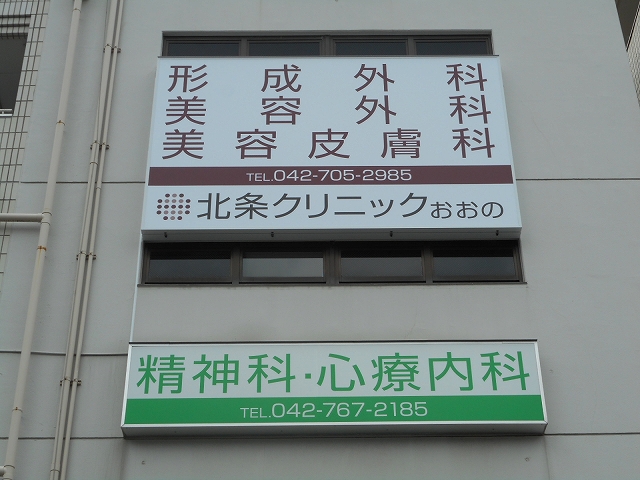 形成外科
美容外科
美容皮膚科
TEL.042-705-2985
北条クリニックおおの
精神科・心療内科
TEL.042-767-2185